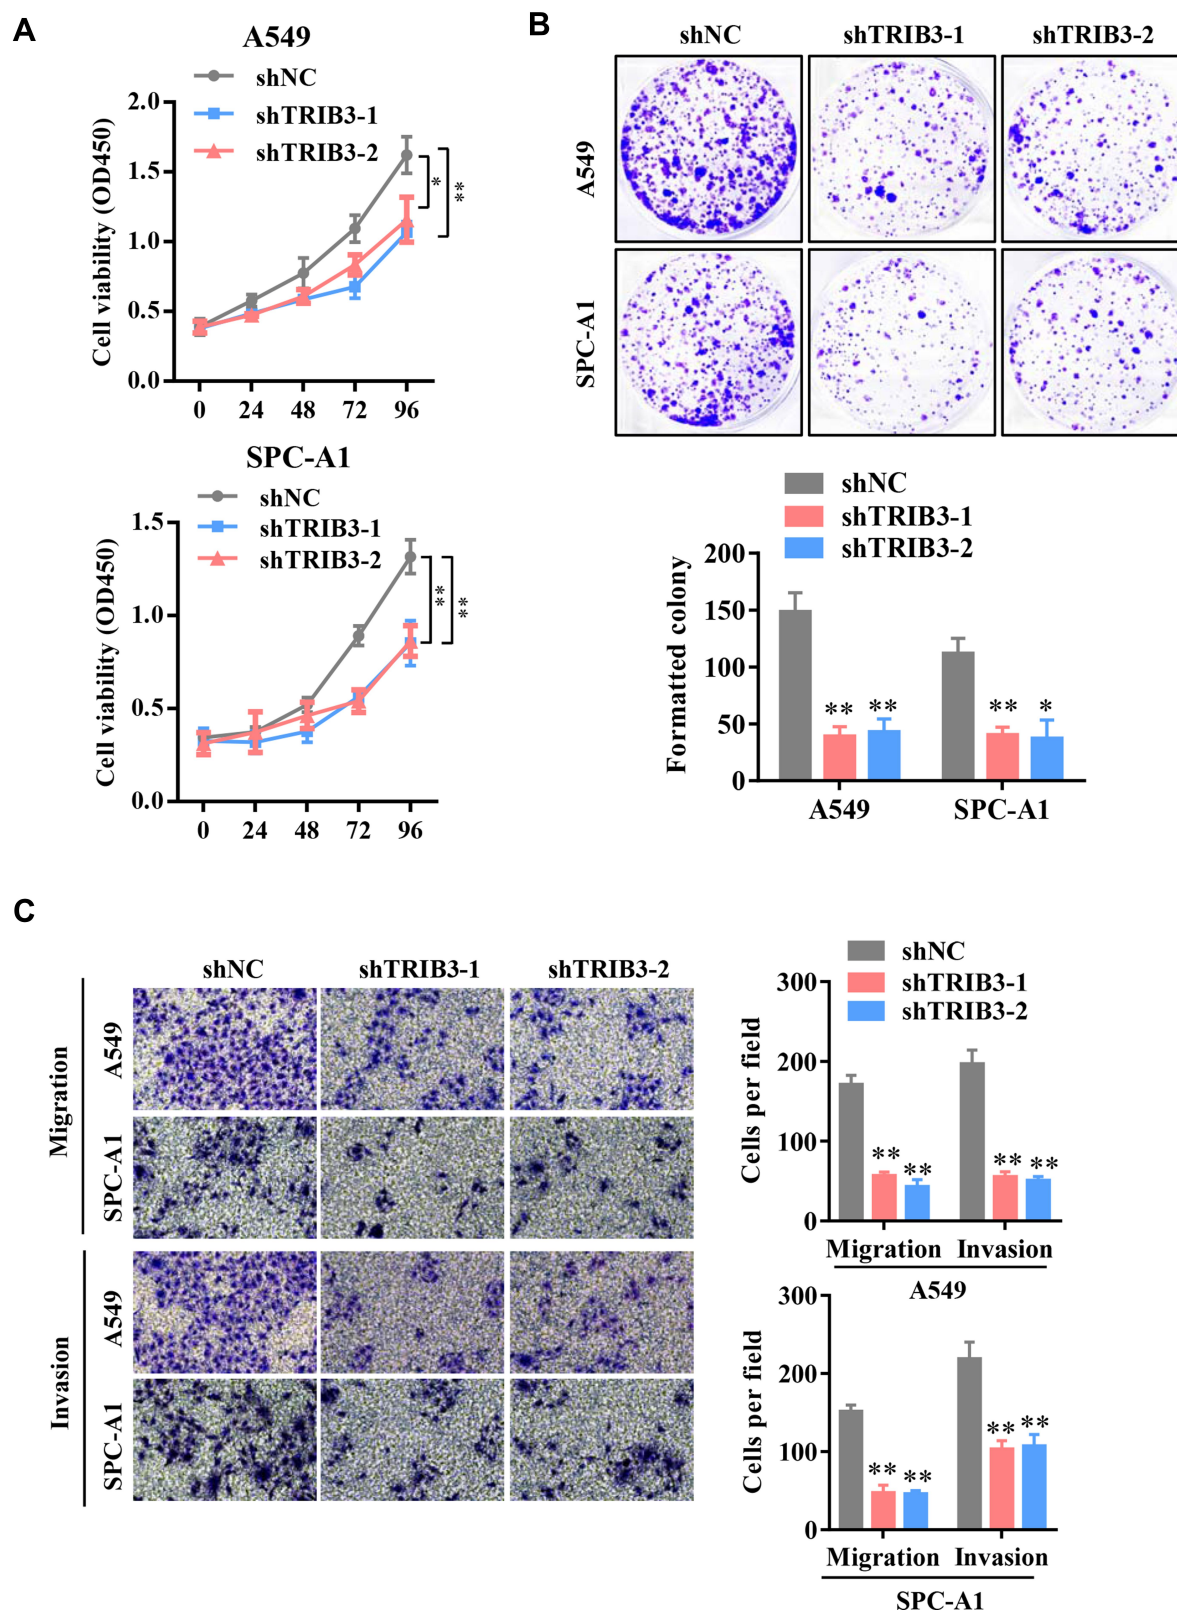 A
A549
shNC
shTRIB3-1
shTRIB3-2
Cell viability (OD450)
2.0
1.5
1.0
0.5
0.0
*
**
0 24 48 72 96
SPC-A1
shNC
shTRIB3-1
shTRIB3-2
Cell viability (OD450)
1.5
1.0
0.5
0.0
**
**
0 24 48 72 96
B
shNC shTRIB3-1 shTRIB3-2
A549
SPC-A1
shNC
shTRIB3-1
shTRIB3-2
Formatted colony
200
150
100
50
0
** ** ** *
A549 SPC-A1
C
shNC shTRIB3-1 shTRIB3-2
Migration
A549
SPC-A1
Invasion
A549
SPC-A1
shNC
shTRIB3-1
shTRIB3-2
Cells per field
300
200
100
0
** ** ** **
Migration Invasion
A549
Cells per field
300
200
100
0
** ** ** **
Migration Invasion
SPC-A1